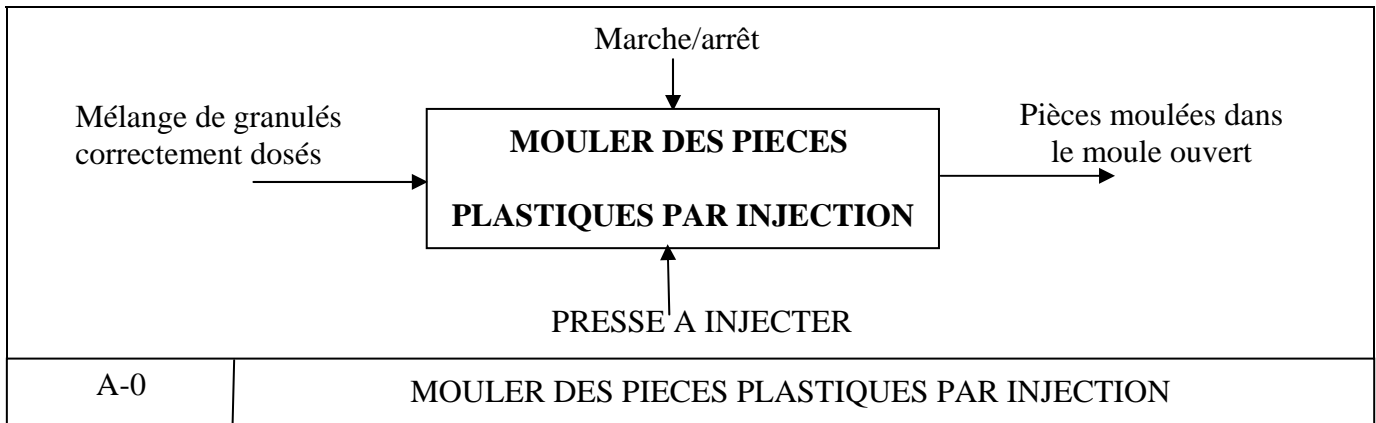 Marche/arrêt
Mélange de granulés
correctement dosés
MOULER DES PIECES
PLASTIQUES PAR INJECTION
Pièces moulées dans
le moule ouvert
PRESSE A INJECTER
A-0
MOULER DES PIECES PLASTIQUES PAR INJECTION